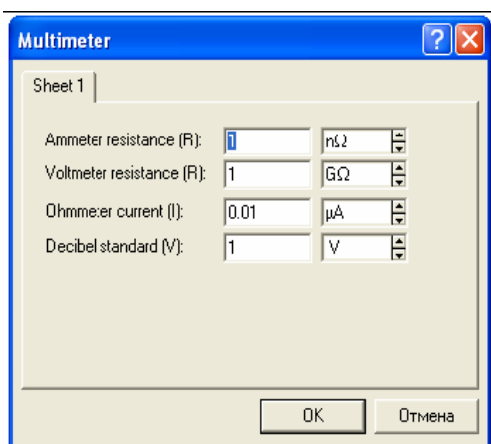 Multimeter
Sheet 1
Ammeter resistance (R): 1 nΩ
Voltmeter resistance (R): 1 GΩ
Ohmmeter current (I): 0.01 µA
Decibel standard (V): 1 V
OK Отмена